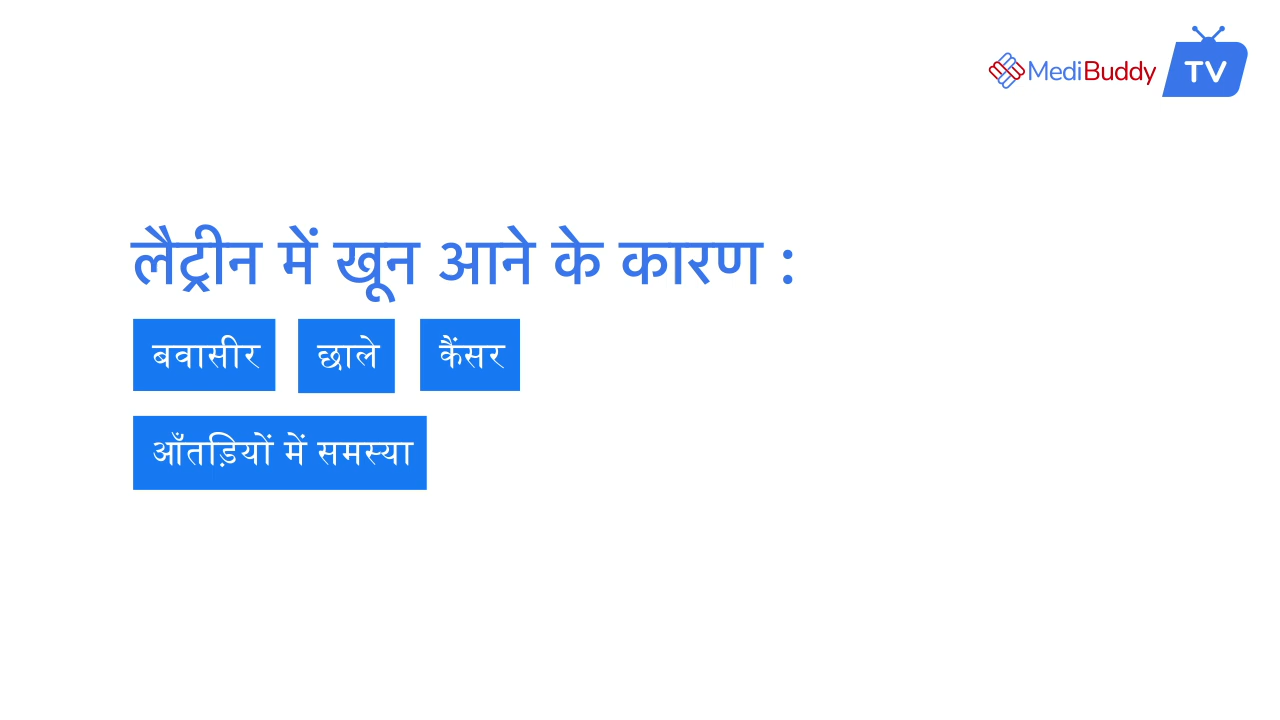 MediBuddy TV
लैट्रीन में खून आने के कारण :
बवासीर छाले कैंसर
आँतड़ियों में समस्या